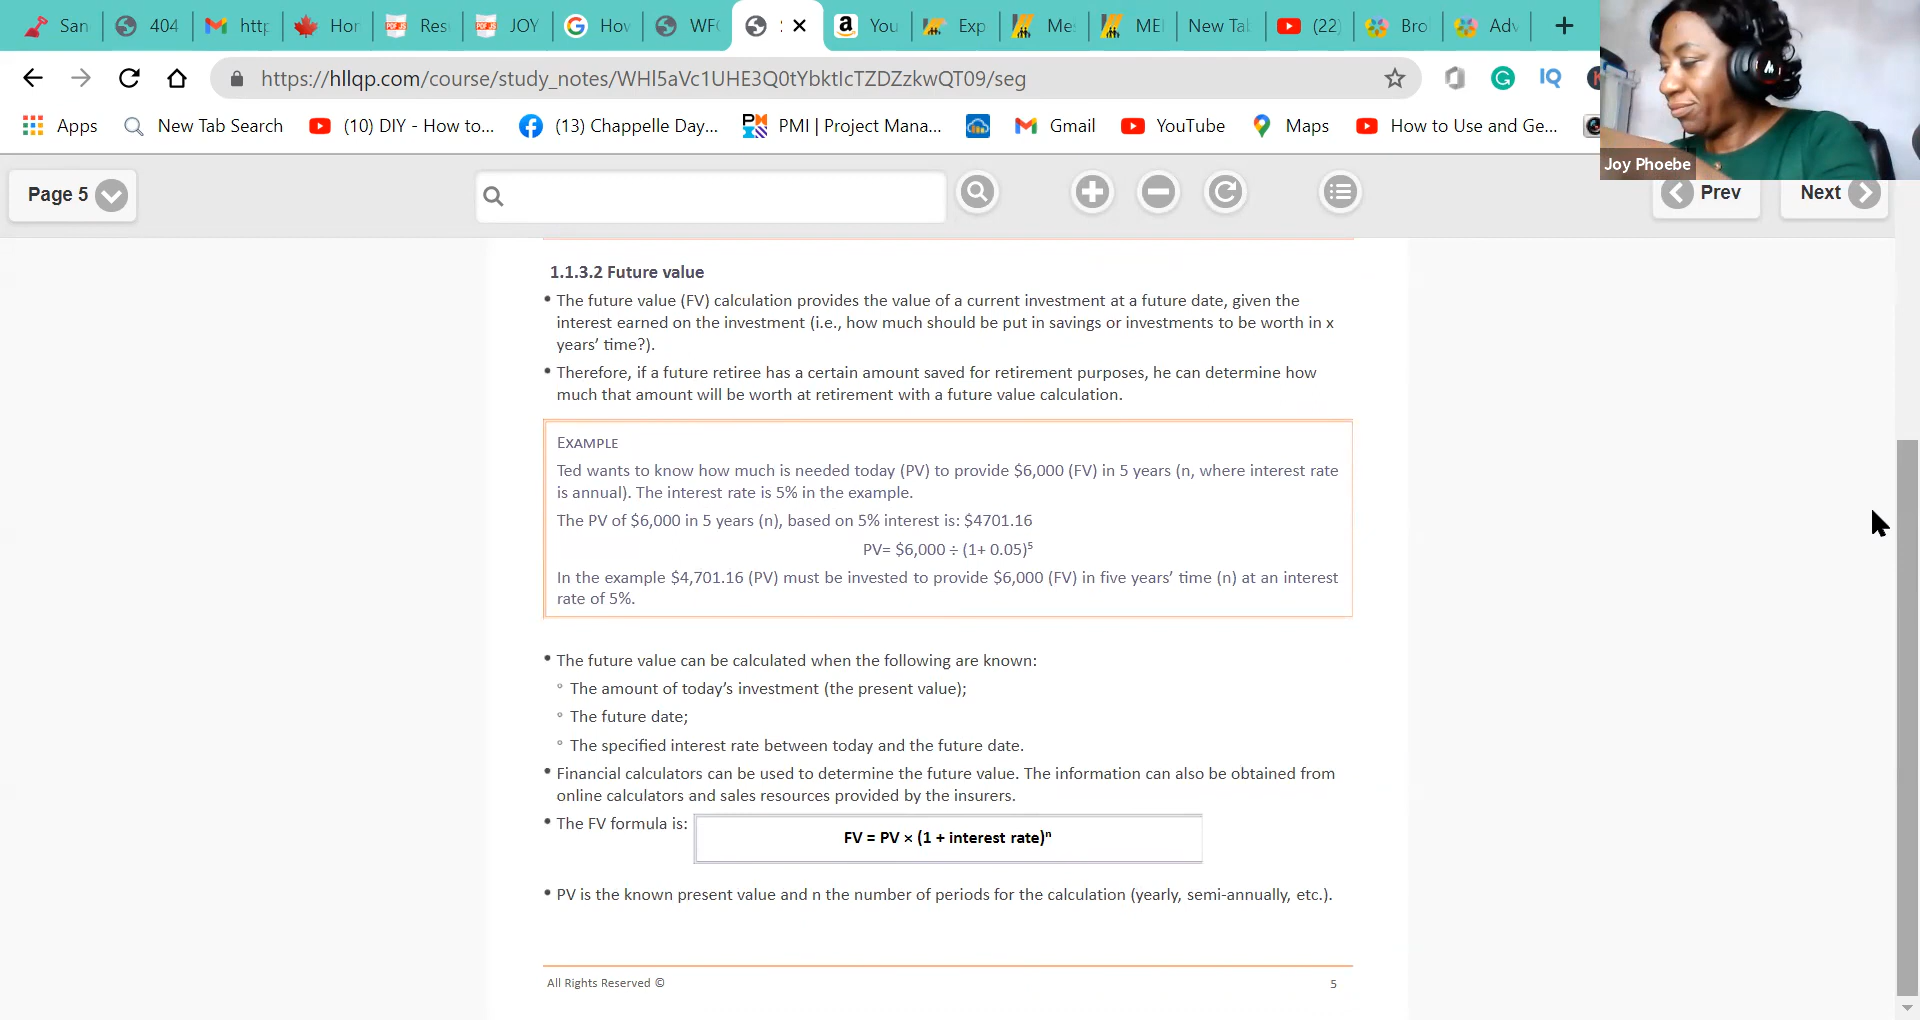 San
404
http
Hor
Res
JOY
Hov
WF
You
Exp
Me
MEI
New Tab
(22)
Bro
Adv
https://hllqp.com/course/study_notes/WHl5aVc1UHE3Q0tYbktIcTZDZzkwQT09/seg
Apps
New Tab Search
(10) DIY - How to...
(13) Chappelle Day...
PMI | Project Mana...
Gmail
YouTube
Maps
How to Use and Ge...
Joy Phoebe
Page 5
Prev
Next
1.1.3.2 Future value
• The future value (FV) calculation provides the value of a current investment at a future date, given the
interest earned on the investment (i.e., how much should be put in savings or investments to be worth in x
years' time?).
• Therefore, if a future retiree has a certain amount saved for retirement purposes, he can determine how
much that amount will be worth at retirement with a future value calculation.
EXAMPLE
Ted wants to know how much is needed today (PV) to provide $6,000 (FV) in 5 years (n, where interest rate
is annual). The interest rate is 5% in the example.
The PV of $6,000 in 5 years (n), based on 5% interest is: $4701.16
PV= $6,000 ÷ (1+ 0.05)⁵
In the example $4,701.16 (PV) must be invested to provide $6,000 (FV) in five years' time (n) at an interest
rate of 5%.
• The future value can be calculated when the following are known:
° The amount of today's investment (the present value);
° The future date;
° The specified interest rate between today and the future date.
• Financial calculators can be used to determine the future value. The information can also be obtained from
online calculators and sales resources provided by the insurers.
• The FV formula is:
FV = PV × (1 + interest rate)ⁿ
• PV is the known present value and n the number of periods for the calculation (yearly, semi-annually, etc.).
All Rights Reserved ©
5